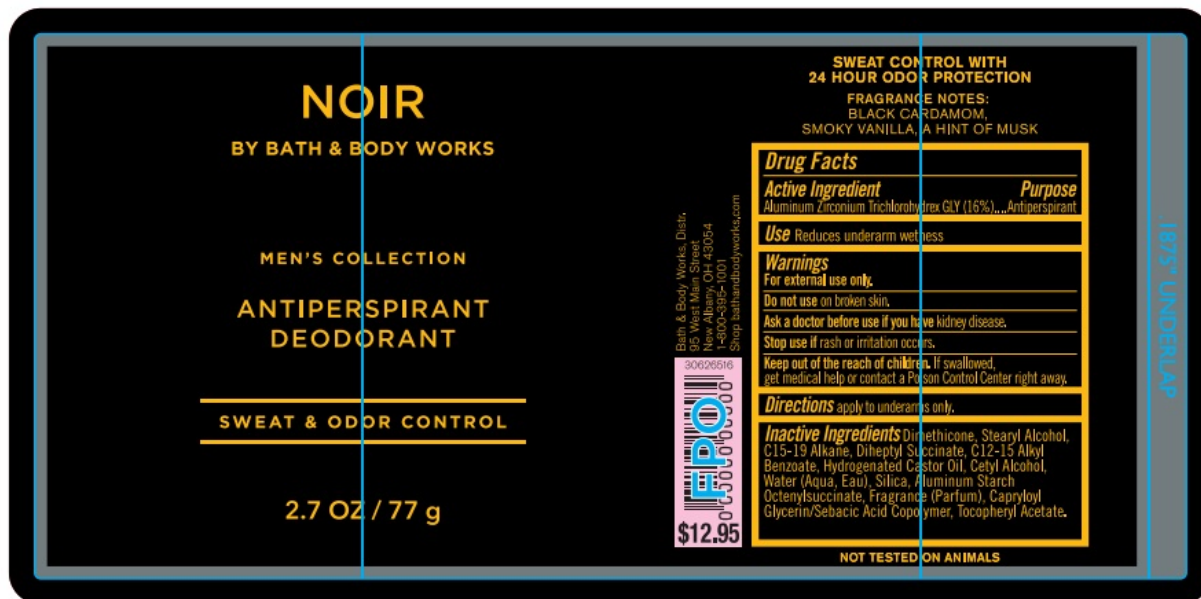 NOIR
BY BATH & BODY WORKS
MEN'S COLLECTION
ANTIPERSPIRANT
DEODORANT
SWEAT & ODOR CONTROL
2.7 OZ / 77 g
Bath & Body Works, Distr.
95 West Main Street
New Albany, OH 43054
1-800-395-1001
Shop bathandbodyworks.com
30626516
FPO
$12.95
SWEAT CONTROL WITH
24 HOUR ODOR PROTECTION
FRAGRANCE NOTES:
BLACK CARDAMOM,
SMOKY VANILLA, A HINT OF MUSK
Drug Facts
Active Ingredient Purpose
Aluminum Zirconium Trichlorohydrex GLY (16%)....Antiperspirant
Use Reduces underarm wetness
Warnings
For external use only.
Do not use on broken skin.
Ask a doctor before use if you have kidney disease.
Stop use if rash or irritation occurs.
Keep out of the reach of children. If swallowed,
get medical help or contact a Poison Control Center right away.
Directions apply to underarms only.
Inactive Ingredients Dimethicone, Stearyl Alcohol,
C15-19 Alkane, Diheptyl Succinate, C12-15 Alkyl
Benzoate, Hydrogenated Castor Oil, Cetyl Alcohol,
Water (Aqua, Eau), Silica, Aluminum Starch
Octenylsuccinate, Fragrance (Parfum), Capryloyl
Glycerin/Sebacic Acid Copolymer, Tocopheryl Acetate.
NOT TESTED ON ANIMALS
.1875" UNDERLAP